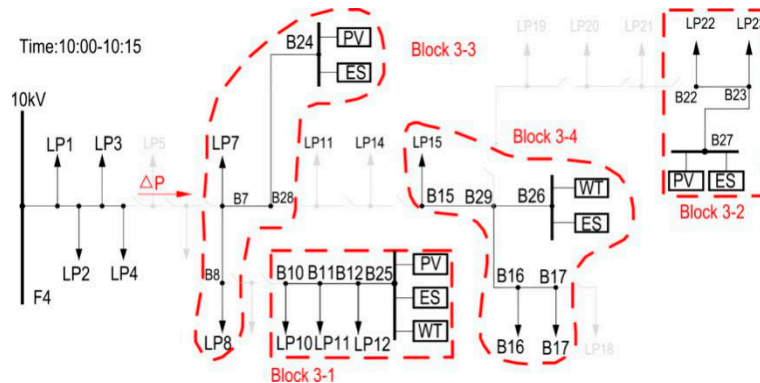 Time:10:00-10:15
10kV
F4
LP1
LP3
LP5
LP2
LP4
△P
LP7
B7
B28
B8
LP8
B24
PV
ES
Block 3-3
LP11
LP14
LP15
B15
B29
B26
WT
ES
Block 3-4
B16
B17
B16
B17
LP18
B10
B11
B12
B25
PV
ES
WT
LP10
LP11
LP12
Block 3-1
LP19
LP20
LP21
LP22
LP23
B22
B23
B27
PV
ES
Block 3-2